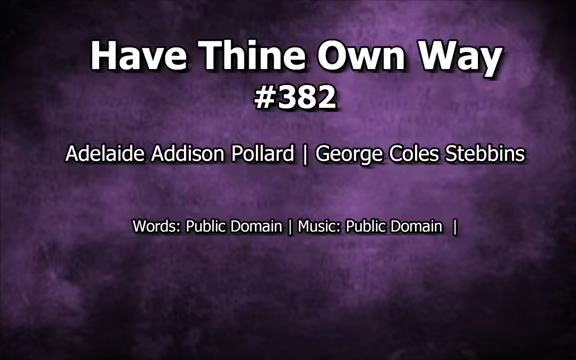 Have Thine Own Way
#382
Adelaide Addison Pollard | George Coles Stebbins
Words: Public Domain | Music: Public Domain |